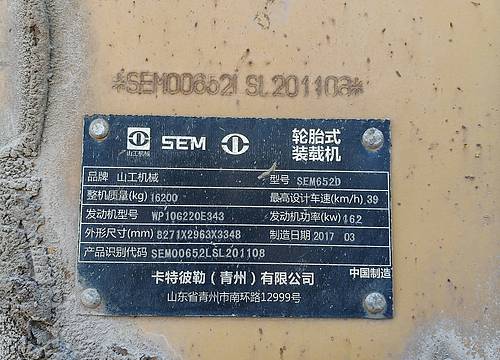 *SEM00652LSL201108*
山工机械 SEM 轮胎式
装载机
品牌 山工机械 型号 SEM652D
整机质量(kg) 16200 最高设计车速(km/h) 39
发动机型号 WP10G220E343 发动机功率(kw) 162
外形尺寸(mm) 8271X2963X3348 制造日期 2017 03
产品识别代码 SEM00652LSL201108
卡特彼勒（青州）有限公司 中国制造
山东省青州市南环路12999号